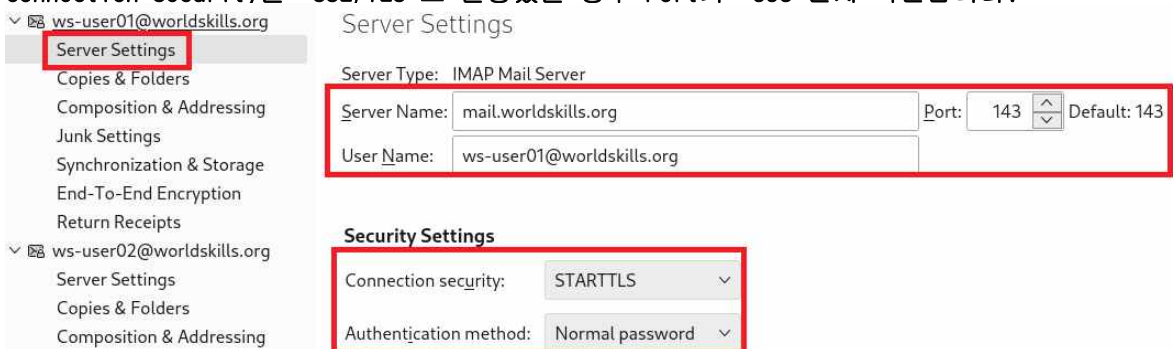 ws-user01@worldskills.org
Server Settings
Copies & Folders
Composition & Addressing
Junk Settings
Synchronization & Storage
End-To-End Encryption
Return Receipts
ws-user02@worldskills.org
Server Settings
Copies & Folders
Composition & Addressing
Server Settings
Server Type: IMAP Mail Server
Server Name: mail.worldskills.org Port: 143 Default: 143
User Name: ws-user01@worldskills.org
Security Settings
Connection security: STARTTLS
Authentication method: Normal password